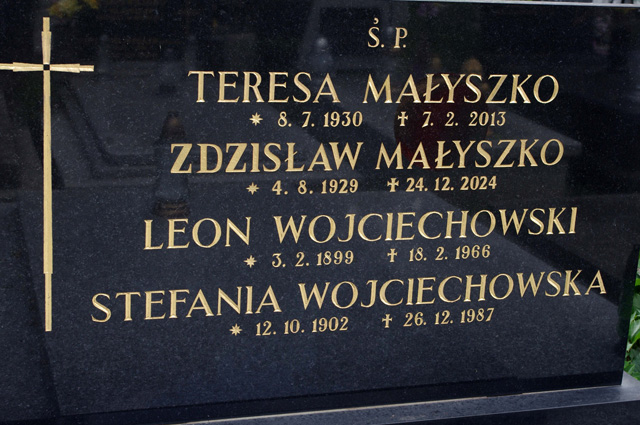 Ś. P.
TERESA MAŁYSZKO
* 8. 7. 1930 ✝ 7. 2. 2013
ZDZISŁAW MAŁYSZKO
* 4. 8. 1929 ✝ 24. 12. 2024
LEON WOJCIECHOWSKI
* 3. 2. 1899 ✝ 18. 2. 1966
STEFANIA WOJCIECHOWSKA
* 12. 10. 1902 ✝ 26. 12. 1987